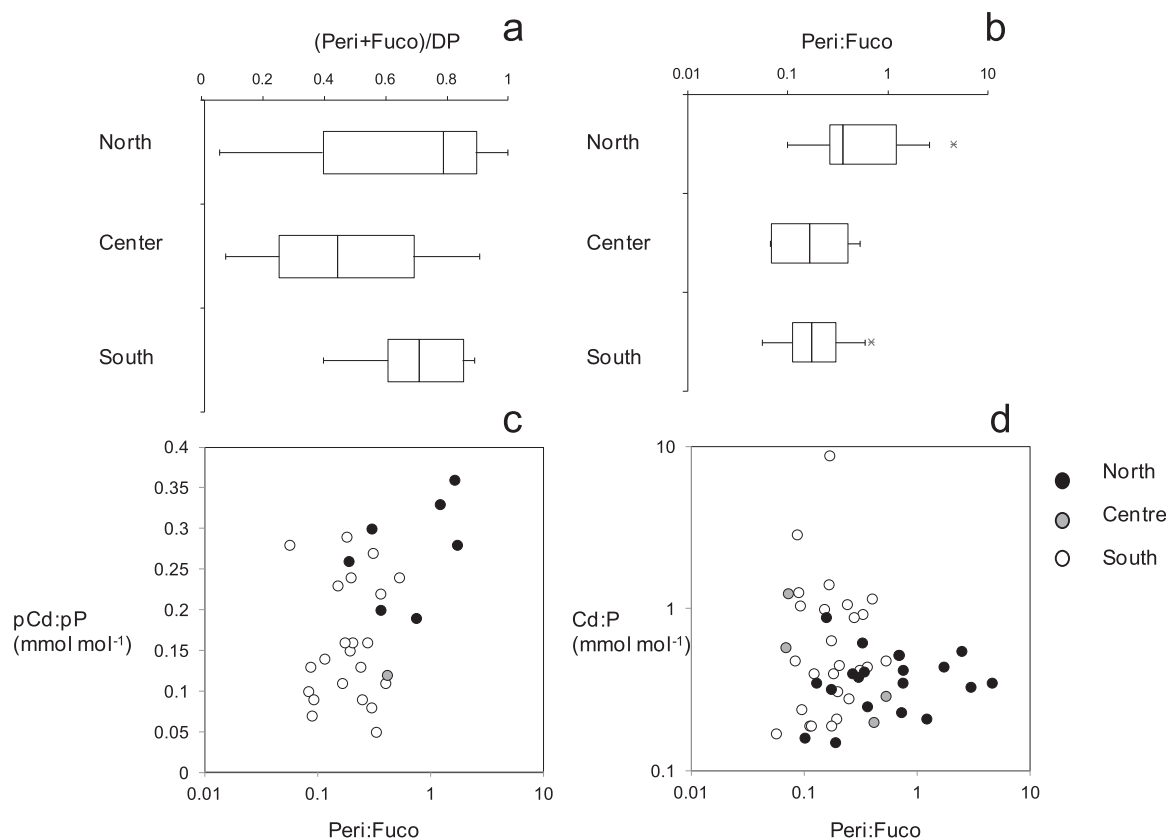 a
(Peri+Fuco)/DP
0 0.2 0.4 0.6 0.8 1
North
Center
South
b
Peri:Fuco
0.01 0.1 1 10
North
Center
South
c
0.4
0.35
0.3
0.25
0.2
0.15
0.1
0.05
0
pCd:pP
(mmol mol-1)
0.01 0.1 1 10
Peri:Fuco
d
10
1
0.1
Cd:P
(mmol mol-1)
0.01 0.1 1 10
Peri:Fuco
North
Centre
South